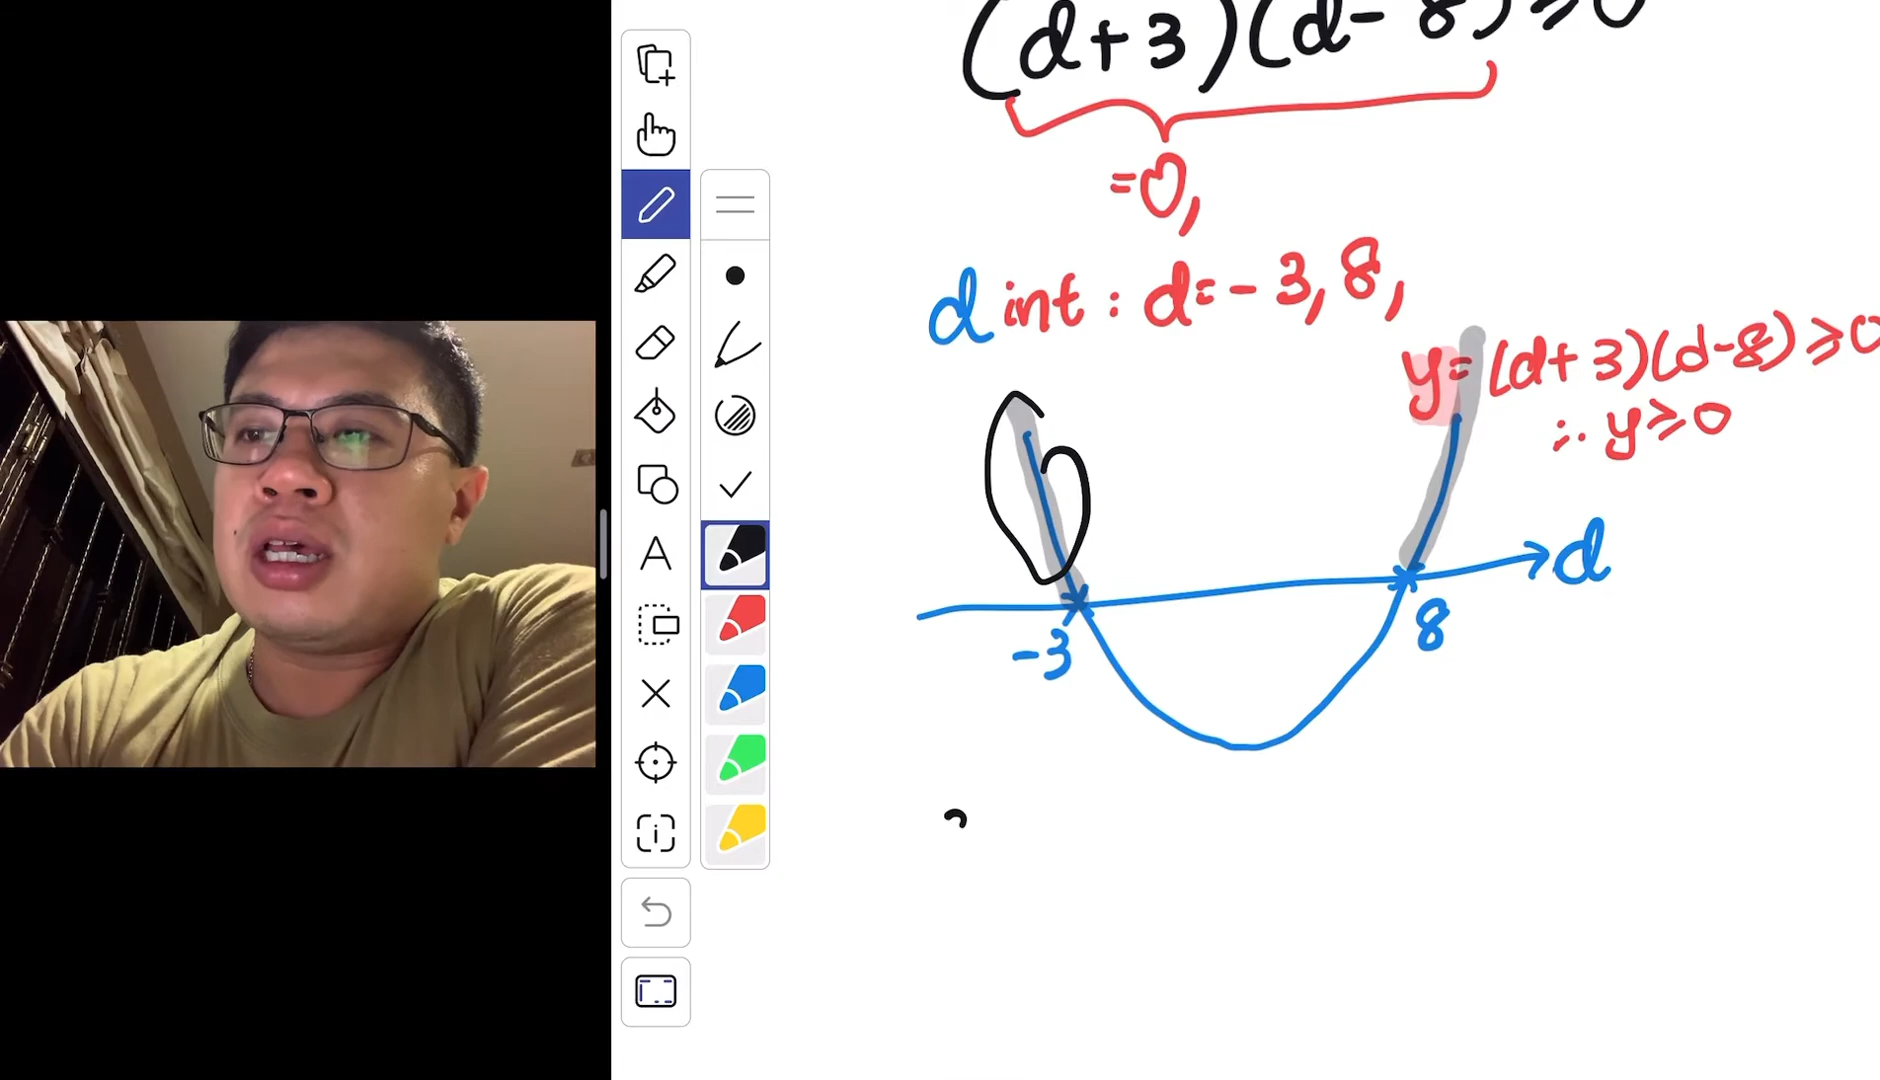 (d+3)(d-8)≥0
=0,
d int : d=-3, 8,
y=(d+3)(d-8)≥0
∴ y≥0
d
-3
8
A